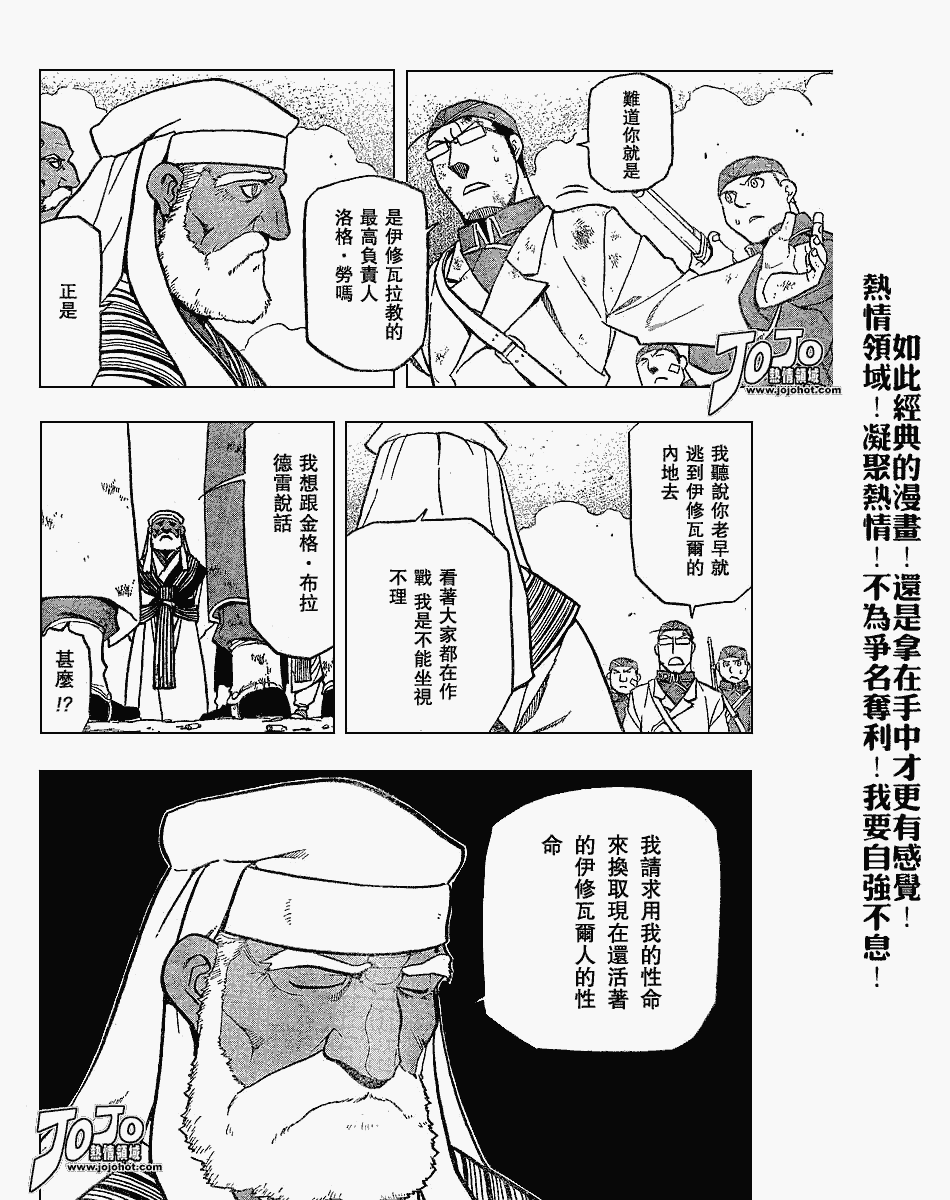 難道你就是
是伊修瓦拉教的
最高負責人
洛格·勞嗎
正是
JOJO
熱情領域
www.jojohot.com
我聽說你老早就
逃到伊修瓦爾的
內地去
看著大家都在作
戰 我是不能坐視
不理
我想跟金格·布拉
德雷說話
甚麼!?
我請求用我的性命
來換取現在還活著
的伊修瓦爾人的性
命
JOJO
熱情領域
www.jojohot.com
如此經典的漫畫!還是拿在手中才更有感覺!
熱情領域!凝聚熱情!不為爭名奪利!我要自強不息!